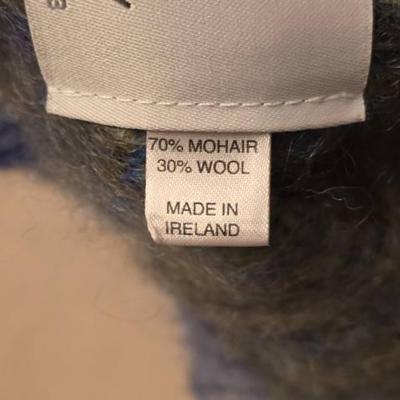 70% MOHAIR
30% WOOL
MADE IN
IRELAND